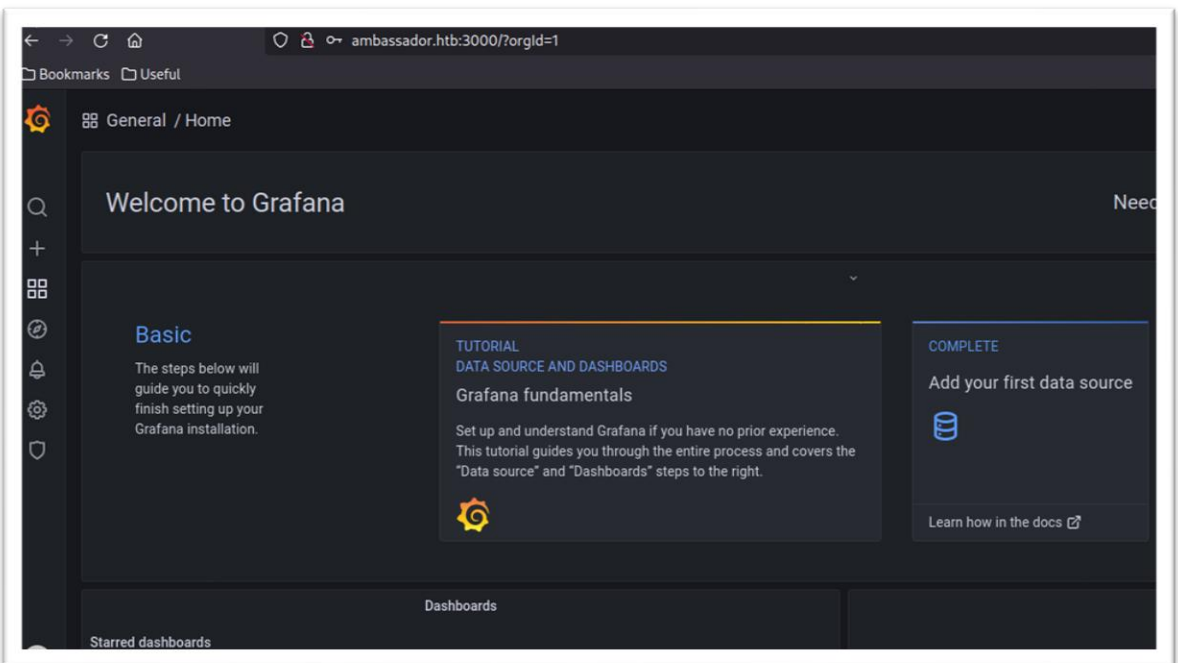 ambassador.htb:3000/?orgId=1
Bookmarks Useful
General / Home
Welcome to Grafana
Need
Basic
The steps below will
guide you to quickly
finish setting up your
Grafana installation.
TUTORIAL
DATA SOURCE AND DASHBOARDS
Grafana fundamentals
Set up and understand Grafana if you have no prior experience.
This tutorial guides you through the entire process and covers the
"Data source" and "Dashboards" steps to the right.
COMPLETE
Add your first data source
Learn how in the docs
Dashboards
Starred dashboards